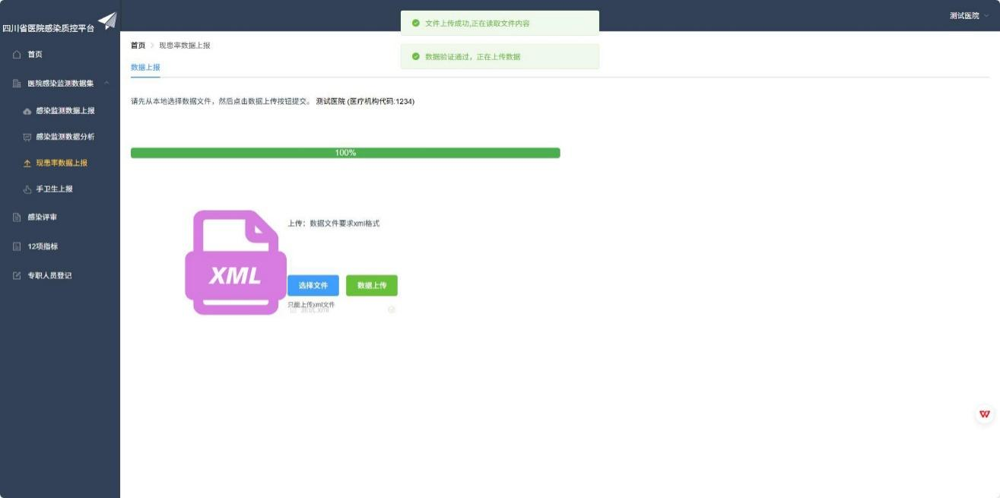 四川省医院感染质控平台
测试医院
文件上传成功,正在读取文件内容
数据验证通过，正在上传数据
首页
医院感染监测数据集
感染监测数据上报
感染监测数据分析
现患率数据上报
手卫生上报
感染评审
12项指标
专职人员登记
首页 > 现患率数据上报
数据上报
请先从本地选择数据文件，然后点击数据上传按钮提交。 测试医院 (医疗机构代码:1234)
100%
XML
上传：数据文件要求xml格式
选择文件 数据上传
只能上传xml文件
测试.xml